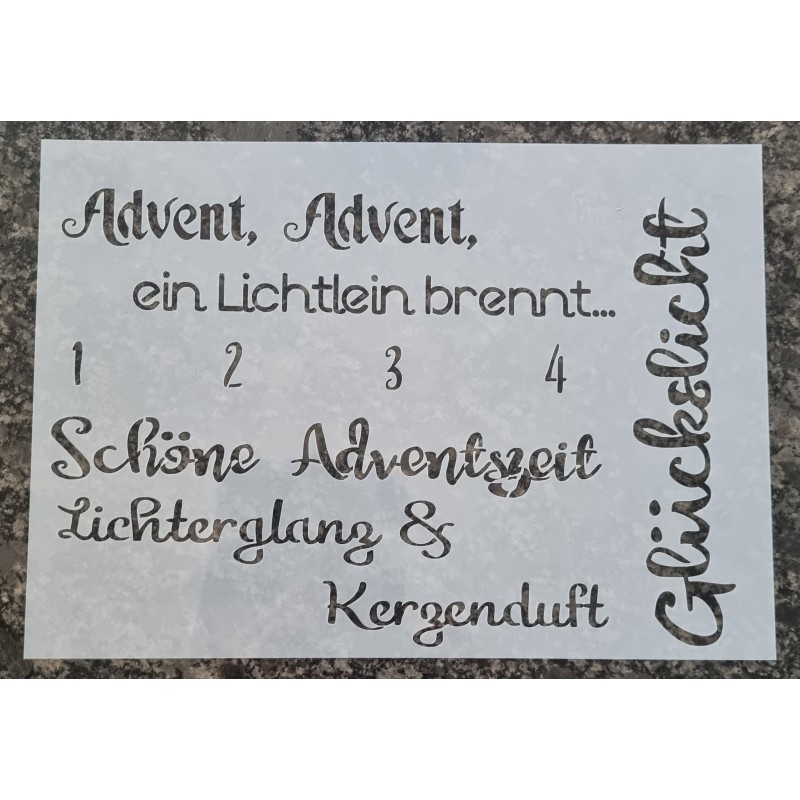 Advent, Advent,
ein Lichtlein brennt...
1 2 3 4
Schöne Adventszeit
Lichterglanz &
Kerzenduft
Glückslicht